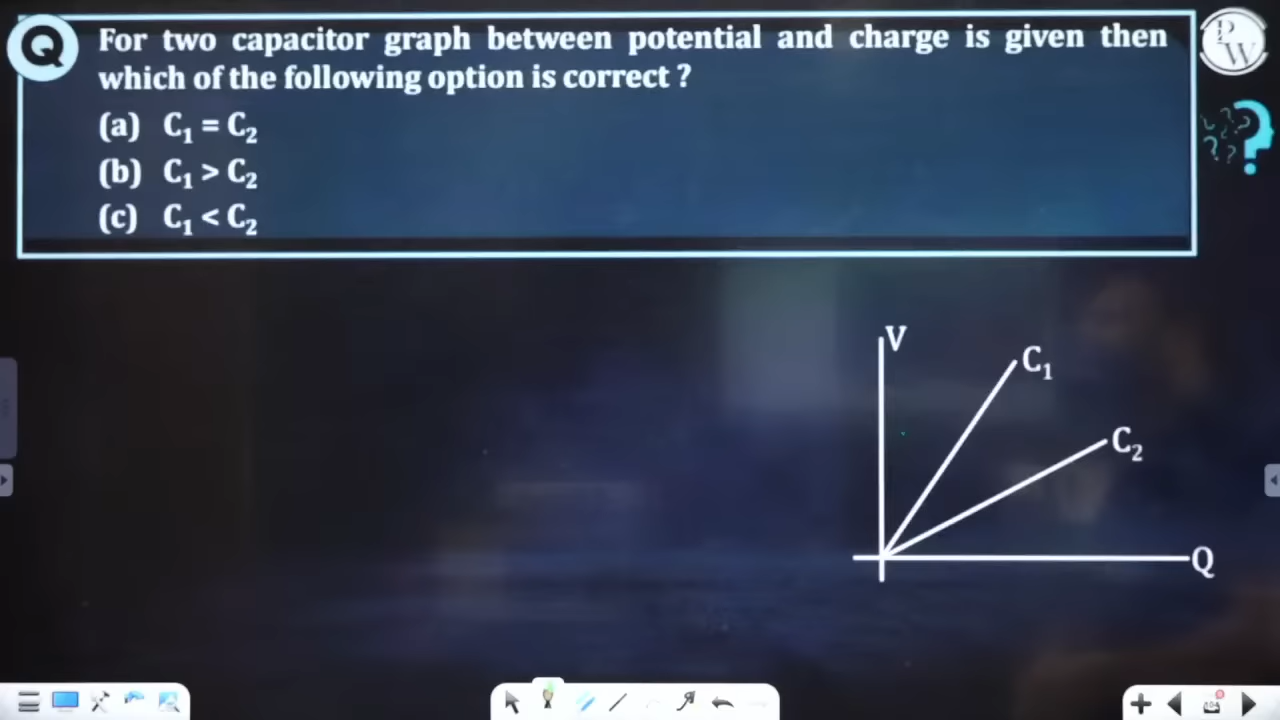 Q
For two capacitor graph between potential and charge is given then
which of the following option is correct ?
(a) C₁ = C₂
(b) C₁ > C₂
(c) C₁ < C₂
PW
V
C₁
C₂
Q